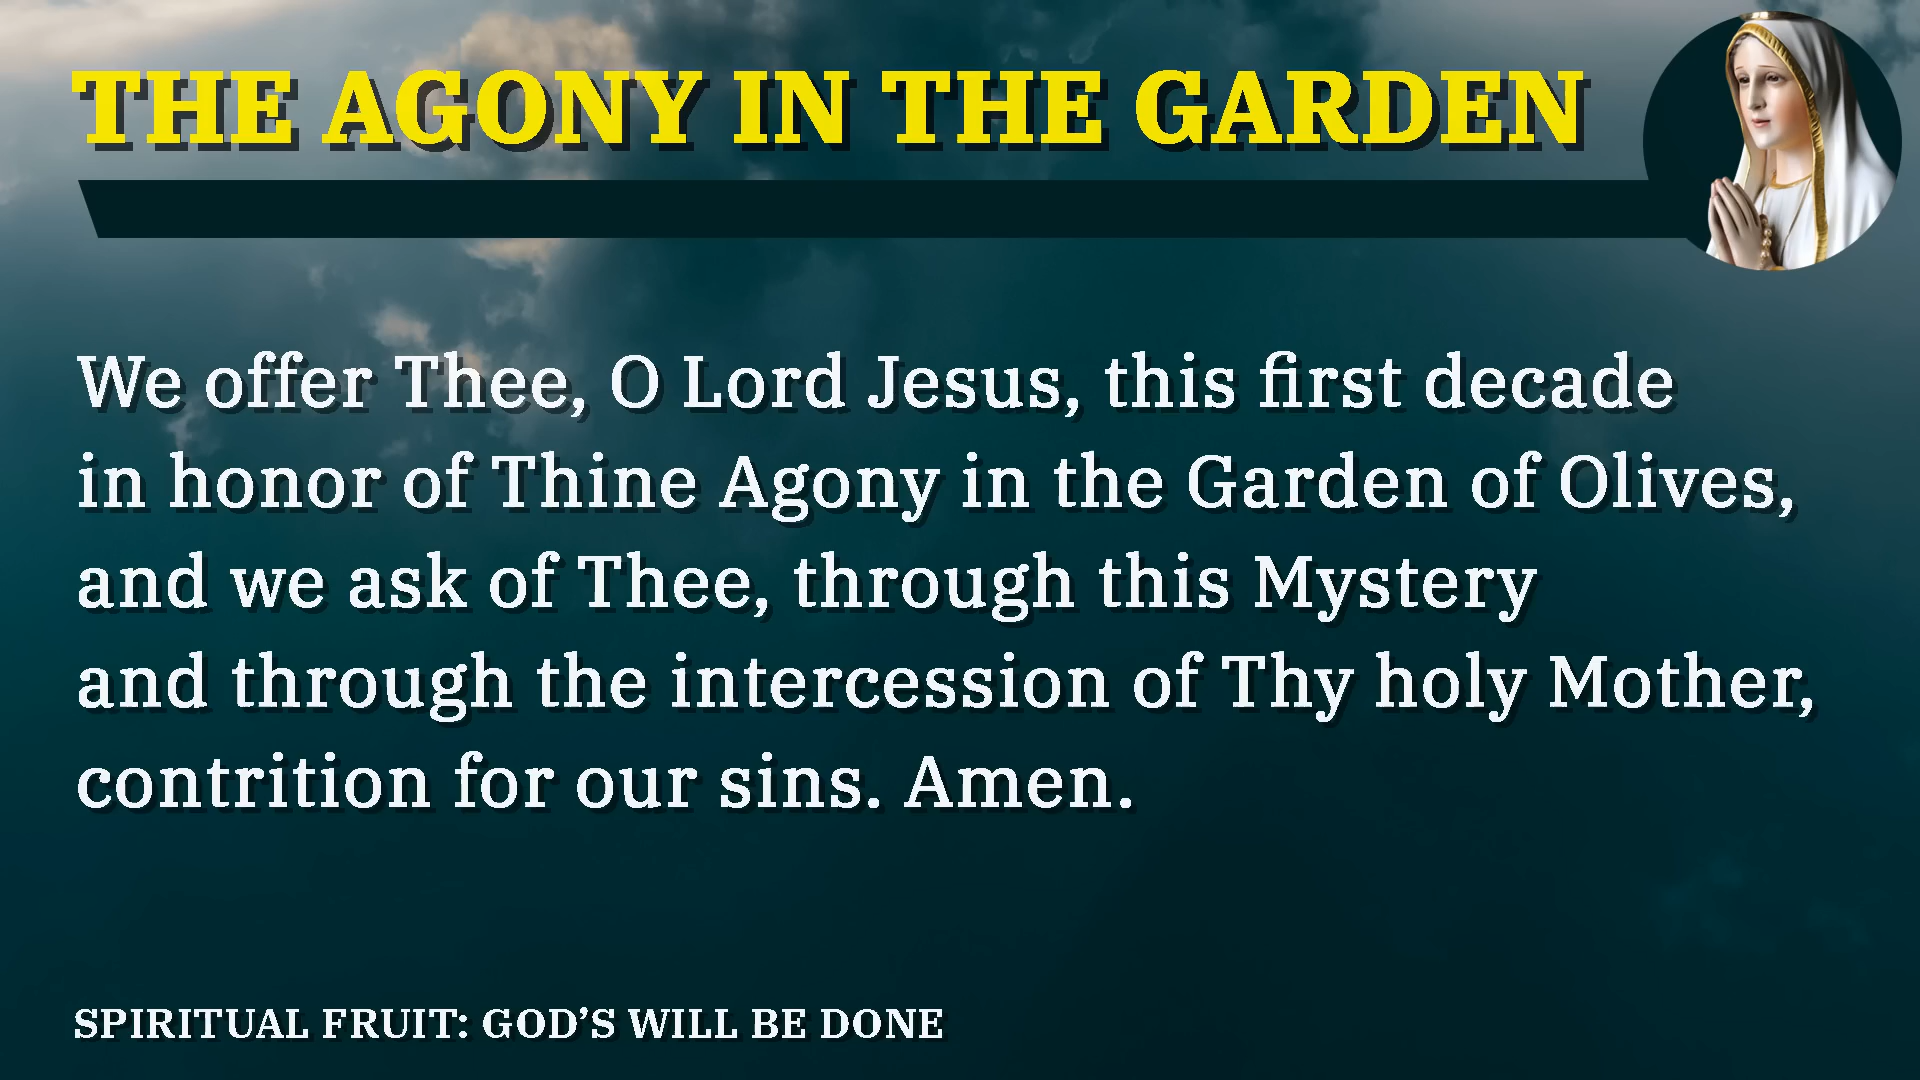 THE AGONY IN THE GARDEN
We offer Thee, O Lord Jesus, this first decade
in honor of Thine Agony in the Garden of Olives,
and we ask of Thee, through this Mystery
and through the intercession of Thy holy Mother,
contrition for our sins. Amen.
SPIRITUAL FRUIT: GOD’S WILL BE DONE